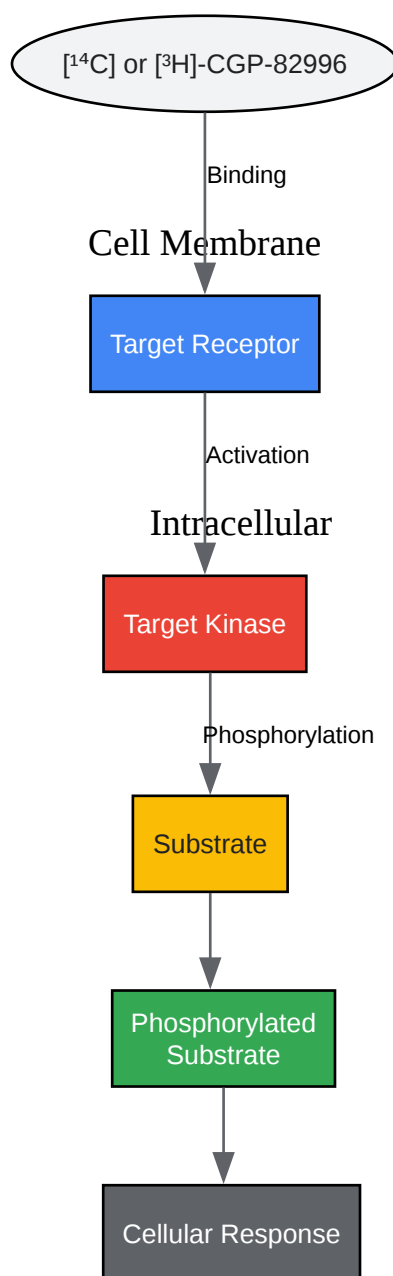 [¹⁴C] or [³H]-CGP-82996
Binding
Cell Membrane
Target Receptor
Activation
Intracellular
Target Kinase
Phosphorylation
Substrate
Phosphorylated
Substrate
Cellular Response